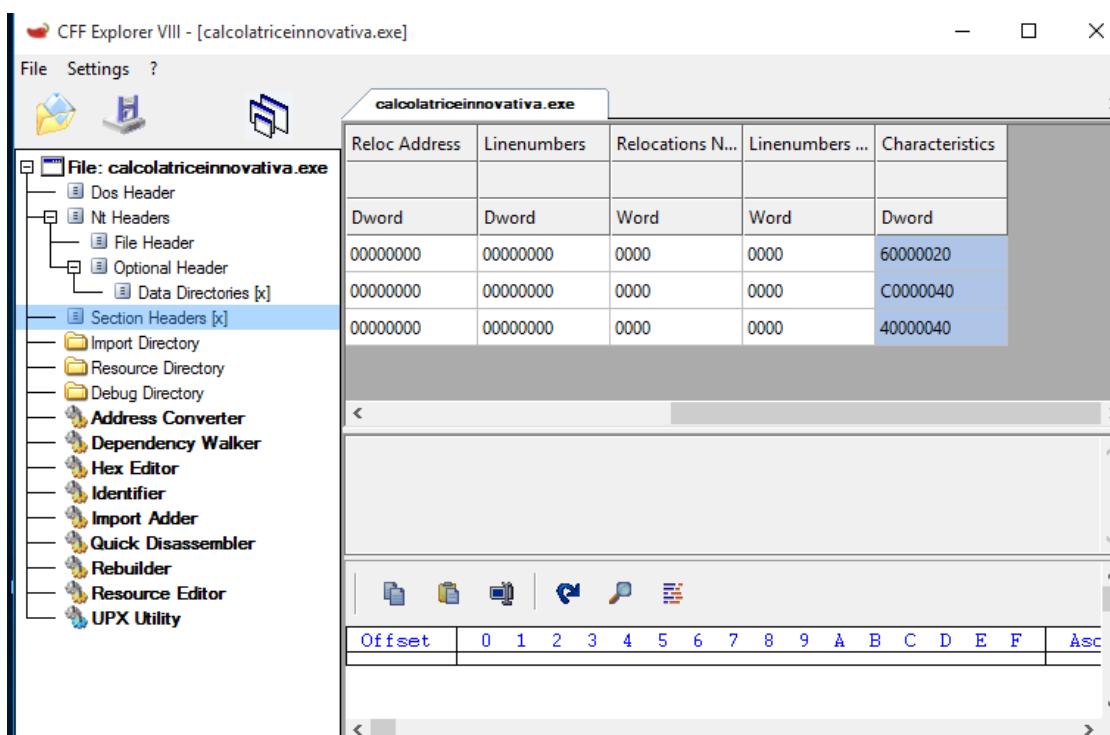 CFF Explorer VIII - [calcolatriceinnovativa.exe]
File Settings ?
calcolatriceinnovativa.exe
File: calcolatriceinnovativa.exe
Dos Header
Nt Headers
File Header
Optional Header
Data Directories [x]
Section Headers [x]
Import Directory
Resource Directory
Debug Directory
Address Converter
Dependency Walker
Hex Editor
Identifier
Import Adder
Quick Disassembler
Rebuilder
Resource Editor
UPX Utility
Reloc Address Linenumbers Relocations N... Linenumbers ... Characteristics
Dword Dword Word Word Dword
00000000 00000000 0000 0000 60000020
00000000 00000000 0000 0000 C0000040
00000000 00000000 0000 0000 40000040
Offset 0 1 2 3 4 5 6 7 8 9 A B C D E F Asc